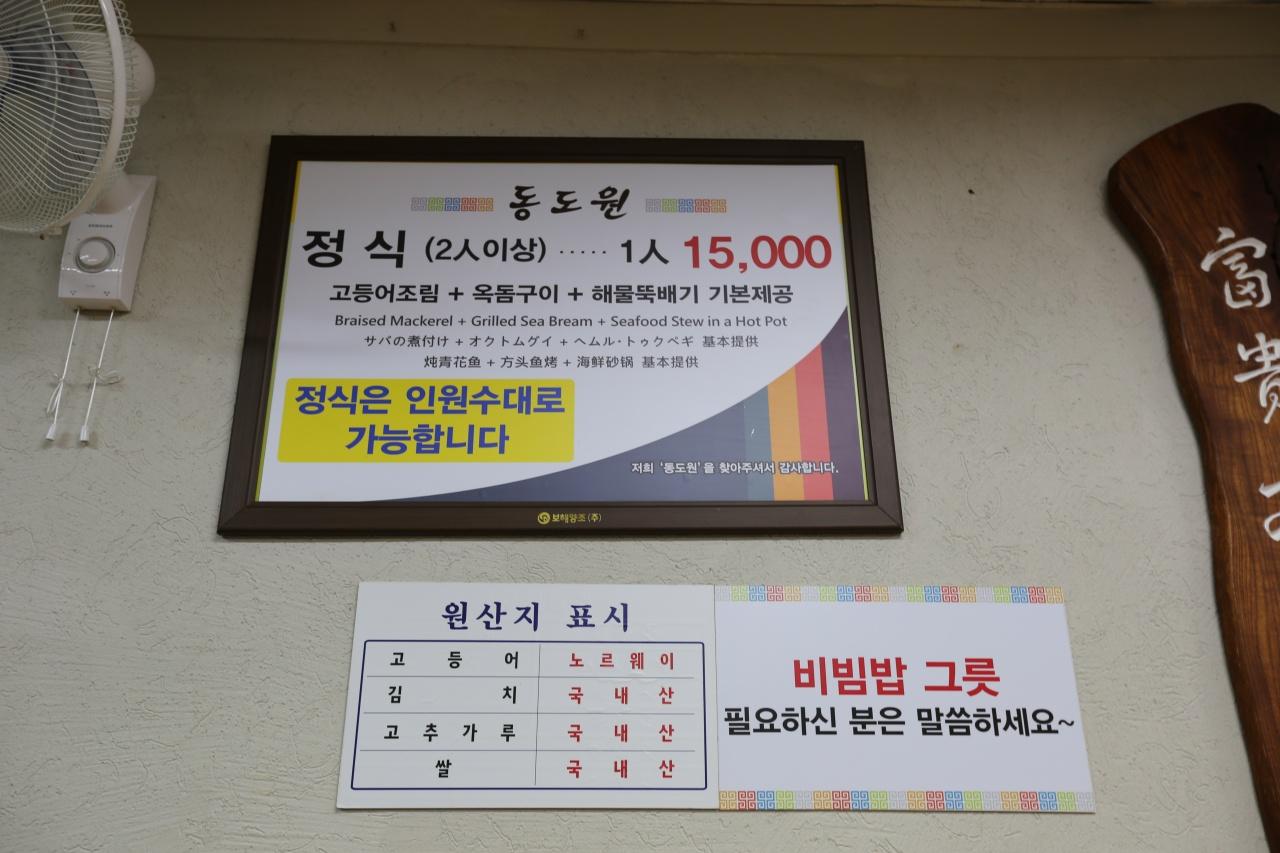 동도원
정식 (2人이상) ····· 1人 15,000
고등어조림 + 옥돔구이 + 해물뚝배기 기본제공
Braised Mackerel + Grilled Sea Bream + Seafood Stew in a Hot Pot
サバの煮付け + オクトムグイ + ヘムル·トゥクペギ 基本提供
炖青花鱼 + 方头鱼烤 + 海鲜砂锅 基本提供
정식은 인원수대로
가능합니다
저희 '동도원'을 찾아주셔서 감사합니다.
보해양조(주)
원산지 표시
고등어 노르웨이
김치 국내산
고추가루 국내산
쌀 국내산
비빔밥 그릇
필요하신 분은 말씀하세요~
富
貴